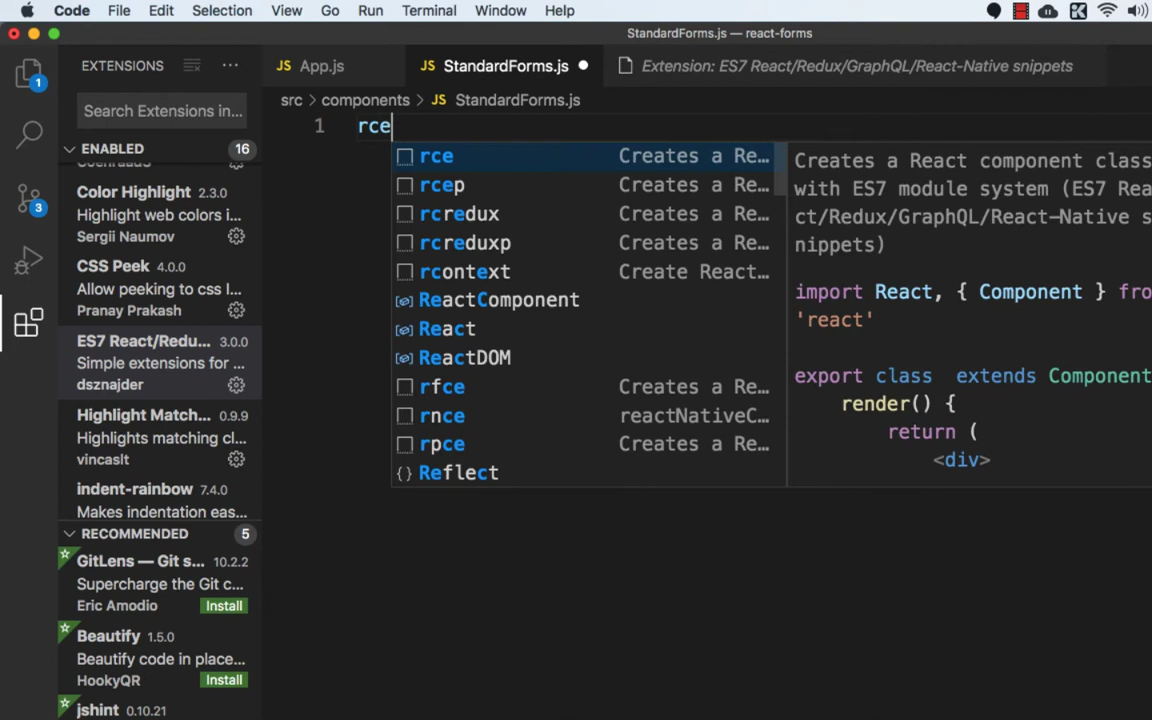 Code File Edit Selection View Go Run Terminal Window Help
StandardForms.js — react-forms
EXTENSIONS ···
JS App.js
JS StandardForms.js
Extension: ES7 React/Redux/GraphQL/React-Native snippets
1
Search Extensions in...
src > components > JS StandardForms.js
1 rce
ENABLED 16
Color Highlight 2.3.0
Highlight web colors i...
Sergii Naumov
3
CSS Peek 4.0.0
Allow peeking to css l...
Pranay Prakash
ES7 React/Redu... 3.0.0
Simple extensions for ...
dsznajder
Highlight Match... 0.9.9
Highlights matching cl...
vincaslt
indent-rainbow 7.4.0
Makes indentation eas...
RECOMMENDED 5
GitLens — Git s... 10.2.2
Supercharge the Git c...
Eric Amodio Install
Beautify 1.5.0
Beautify code in place...
HookyQR Install
jshint 0.10.21
rce Creates a Re...
rcep Creates a Re...
rcredux Creates a Re...
rcreduxp Creates a Re...
rcontext Create React...
ReactComponent
React
ReactDOM
rfce Creates a Re...
rnce reactNativeC...
rpce Creates a Re...
{} Reflect
Creates a React component class
with ES7 module system (ES7 Rea
ct/Redux/GraphQL/React-Native s
nippets)
import React, { Component } fro
'react'
export class extends Component
render() {
return (
<div>